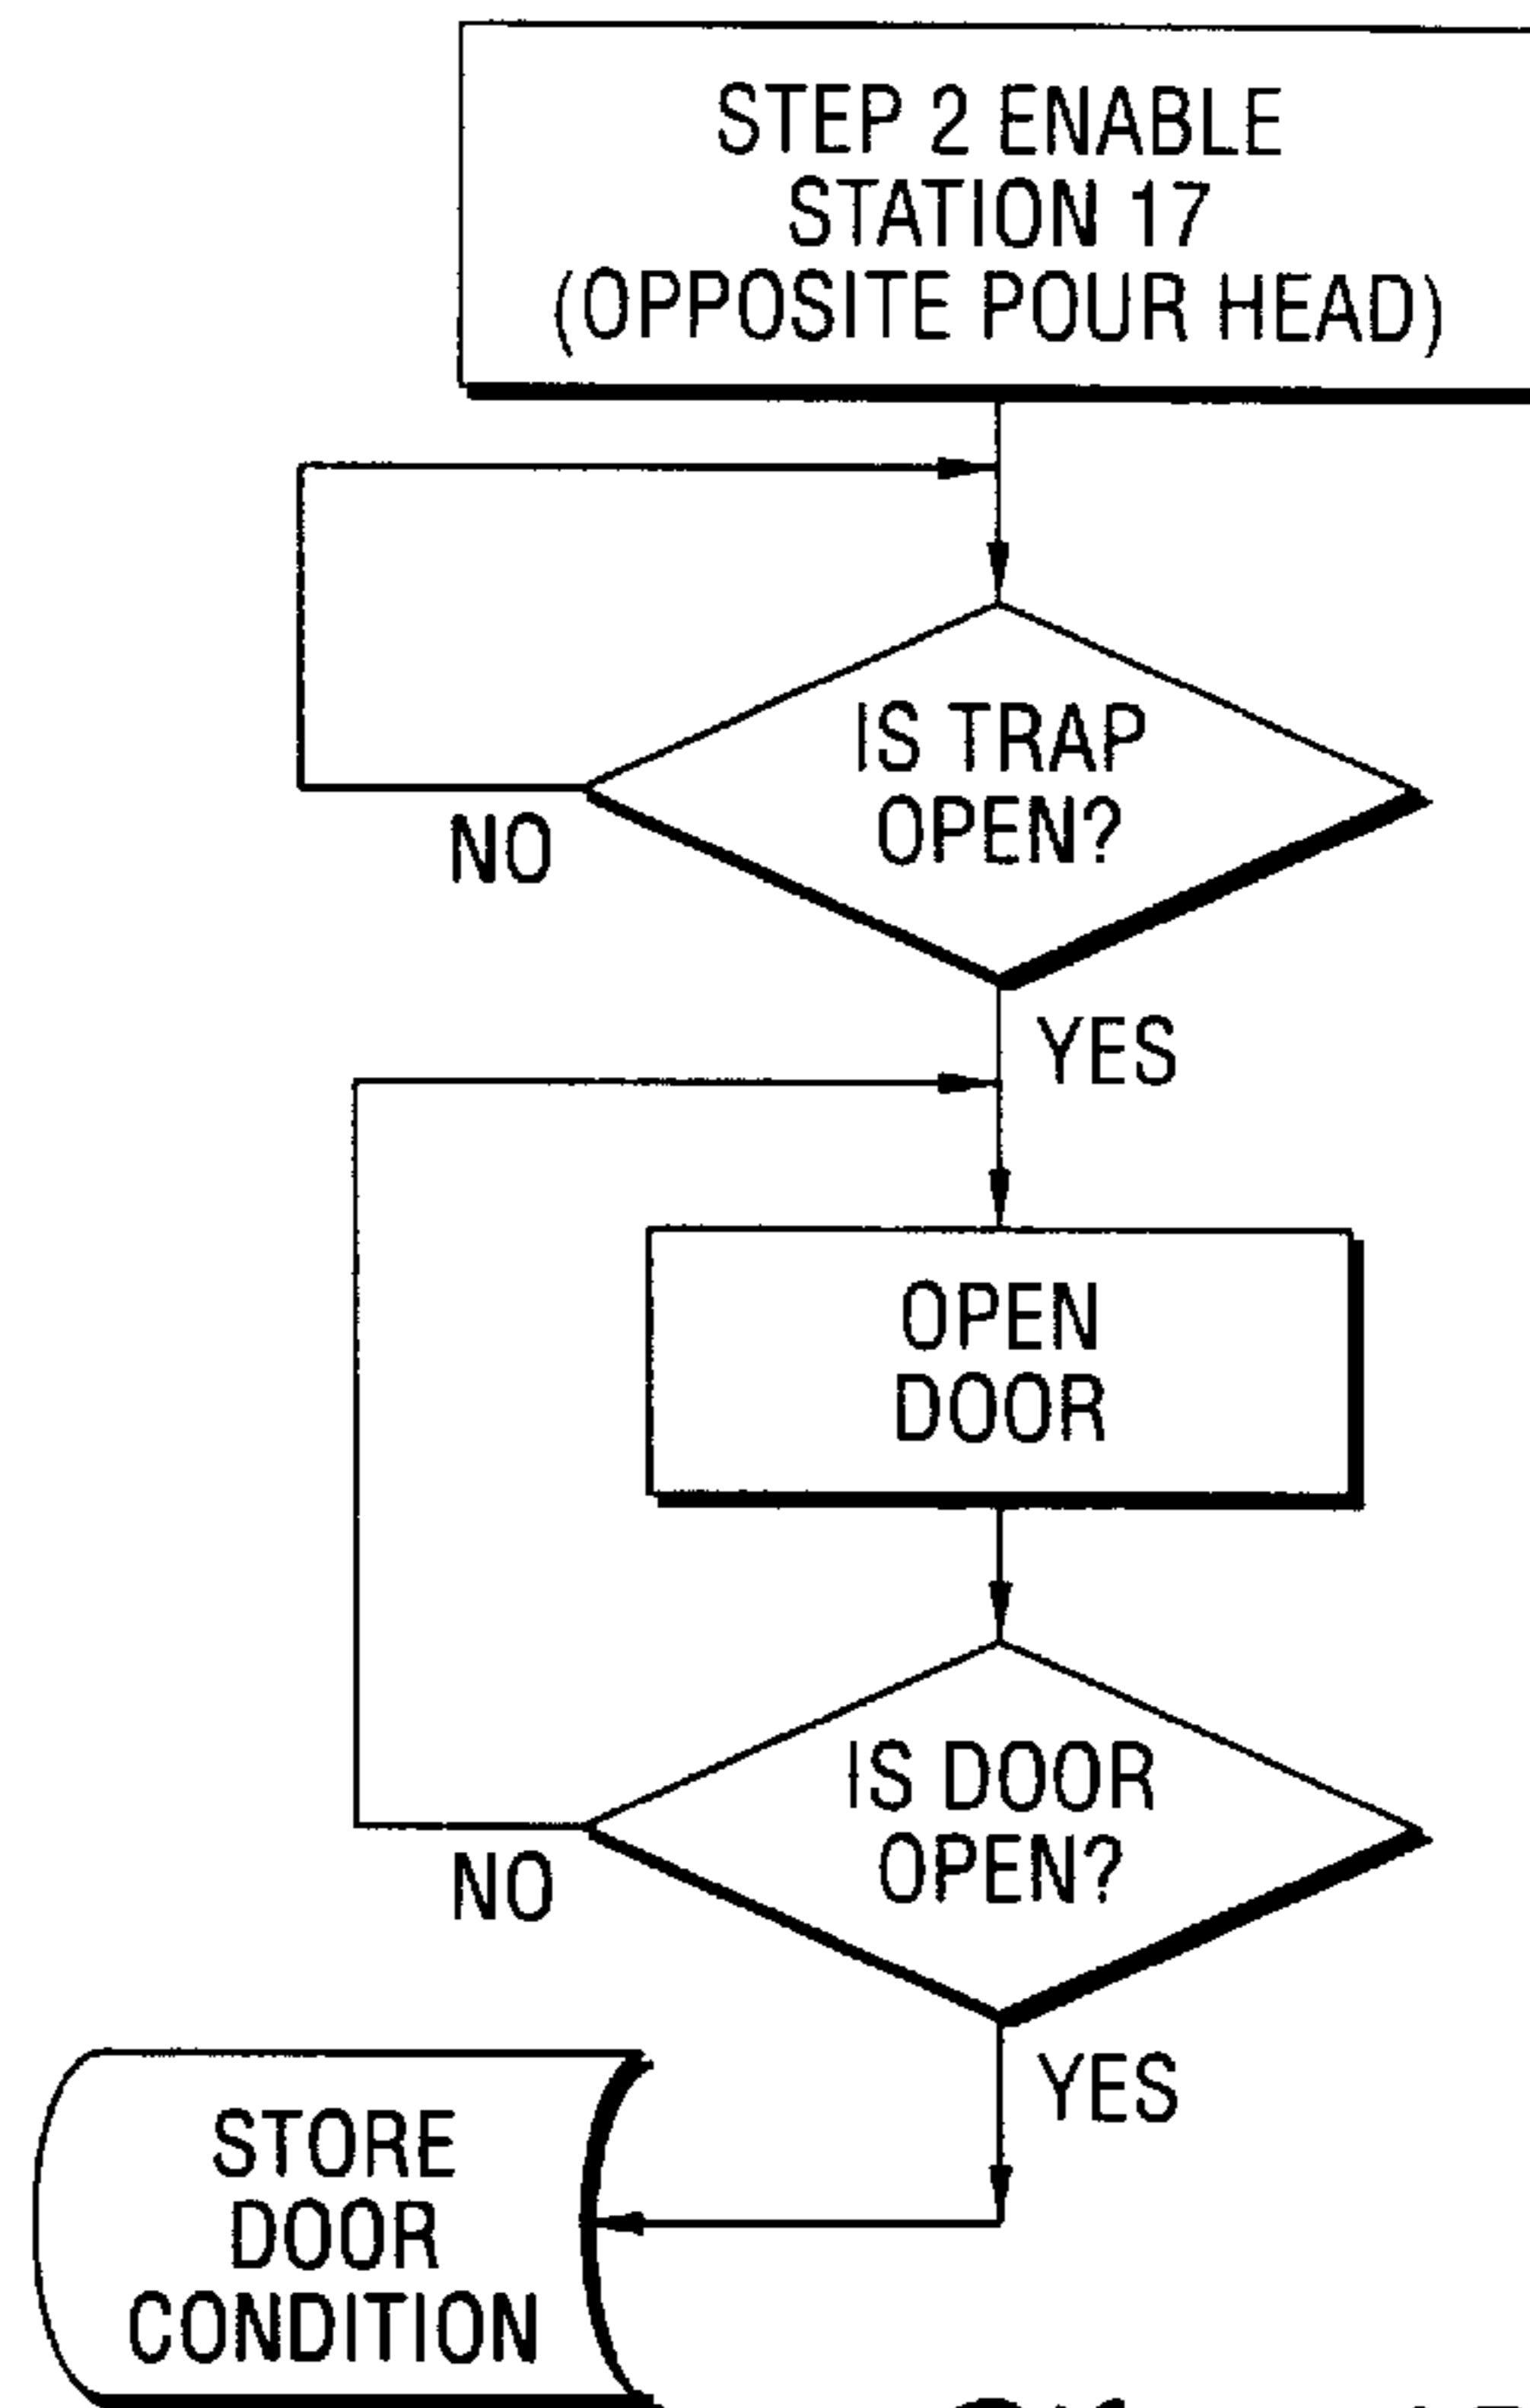 STEP 2 ENABLE
STATION 17
(OPPOSITE POUR HEAD)
IS TRAP
OPEN?
NO
YES
OPEN
DOOR
IS DOOR
OPEN?
NO
YES
STORE
DOOR
CONDITION